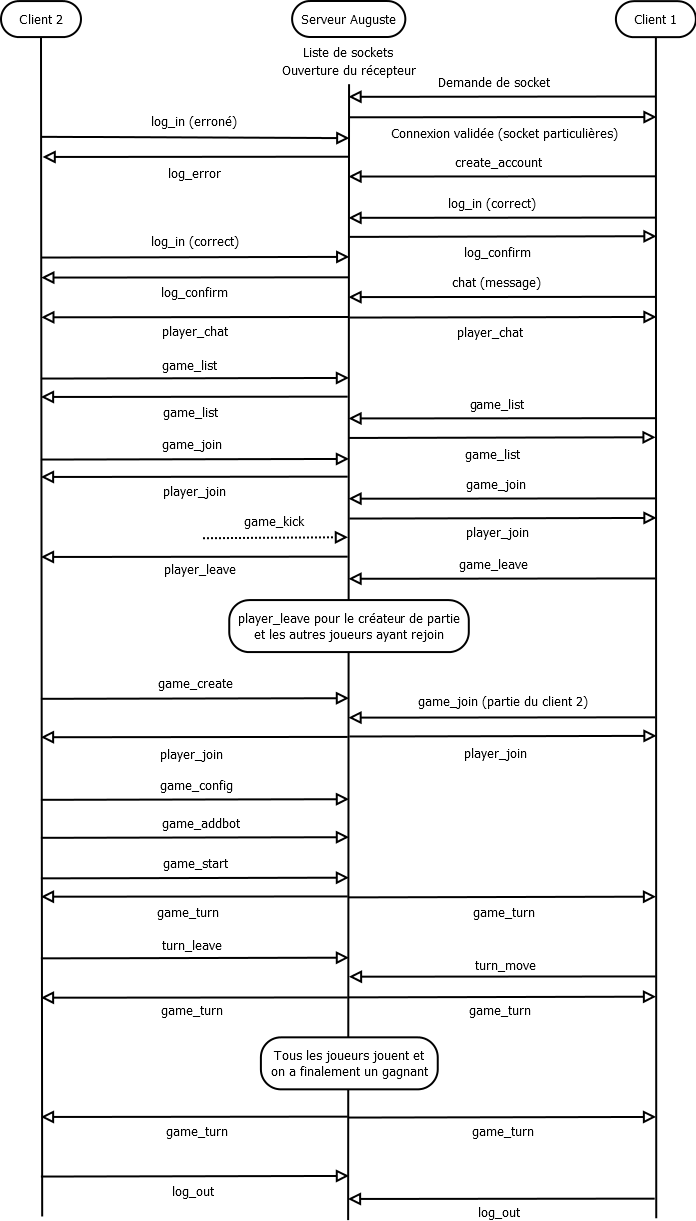 Client 2
Serveur Auguste
Client 1
Liste de sockets
Ouverture du récepteur
Demande de socket
log_in (erroné)
Connexion validée (socket particulières)
log_error
create_account
log_in (correct)
log_in (correct)
log_confirm
log_confirm
chat (message)
player_chat
player_chat
game_list
game_list
game_list
game_join
game_list
player_join
game_join
game_kick
player_join
player_leave
game_leave
player_leave pour le créateur de partie
et les autres joueurs ayant rejoin
game_create
game_join (partie du client 2)
player_join
player_join
game_config
game_addbot
game_start
game_turn
game_turn
turn_leave
turn_move
game_turn
game_turn
Tous les joueurs jouent et
on a finalement un gagnant
game_turn
game_turn
log_out
log_out